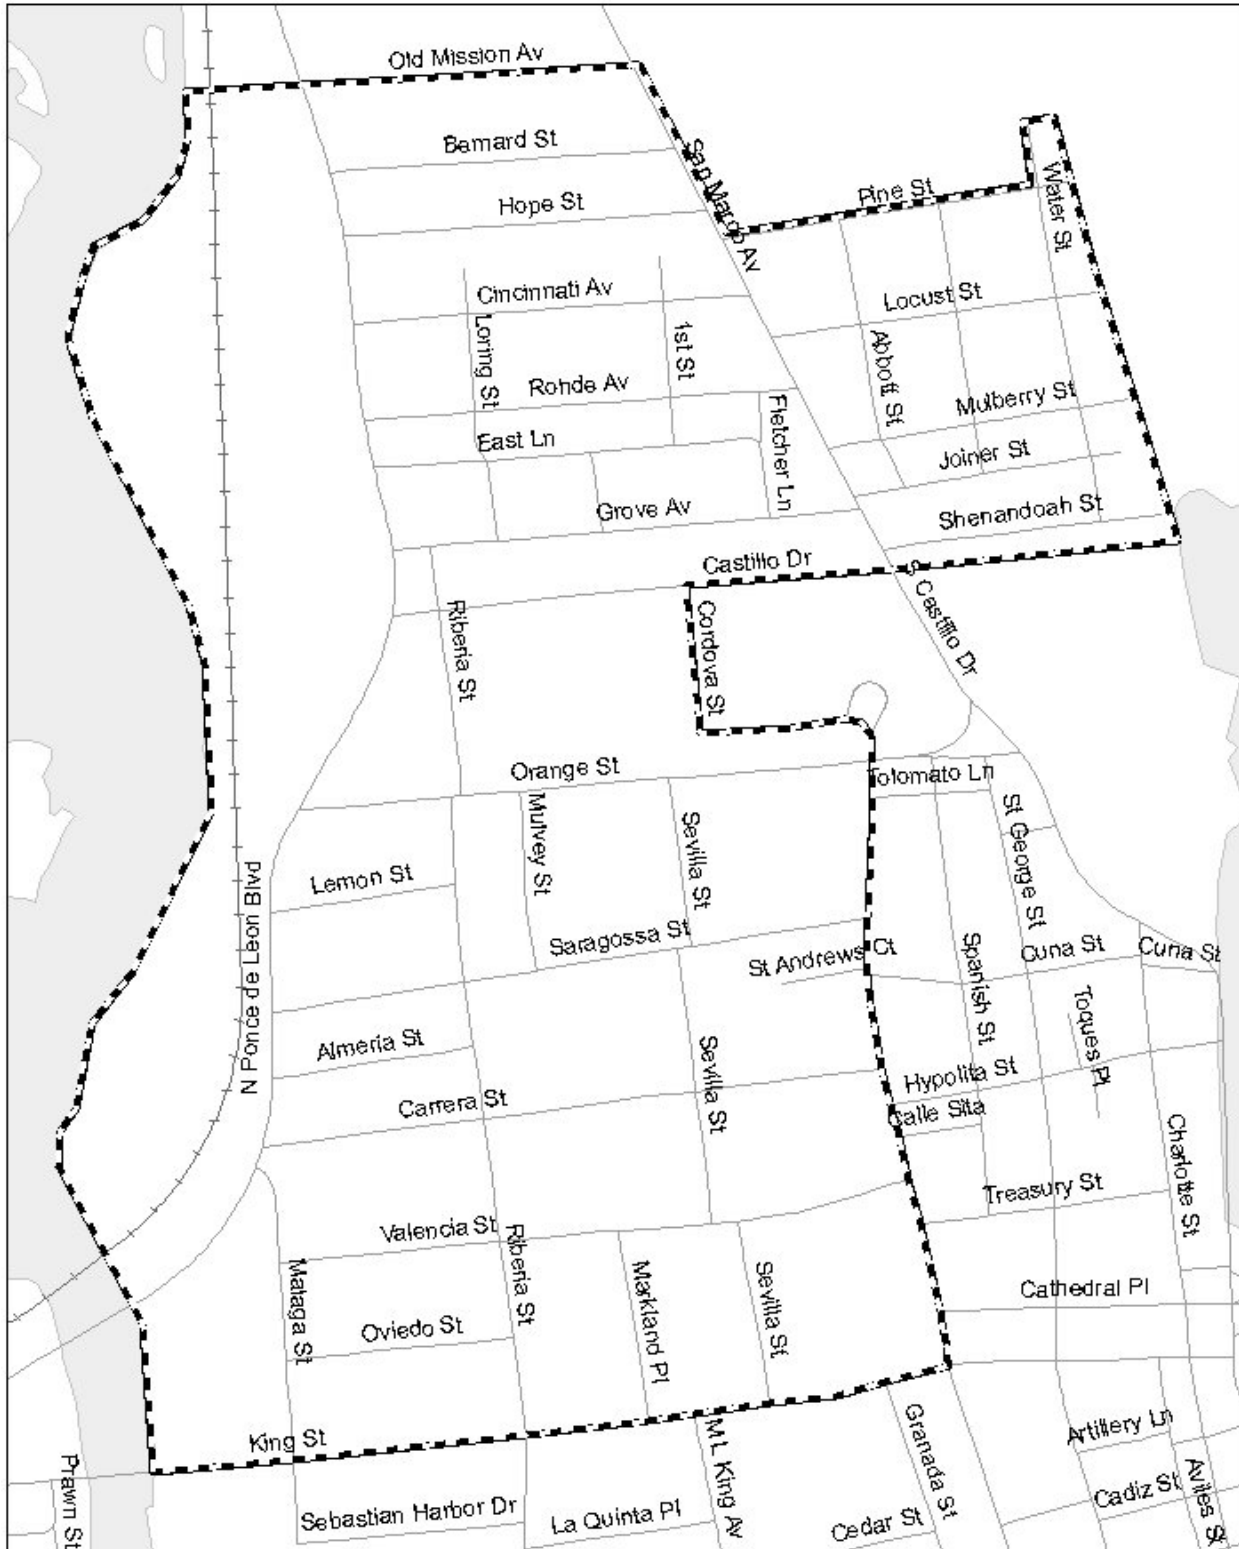 Old Mission Av
Bernard St
San Marco Av
Pine St
Water St
Hope St
Cincinnati Av
Locust St
Loring St
1st St
Abbott St
Rohde Av
Mulberry St
Fletcher Ln
East Ln
Joiner St
Grove Av
Shenandoah St
Castillo Dr
S Castillo Dr
Riberia St
Cordova St
Orange St
Tolomato Ln
Mulvey St
Sevilla St
St George St
Lemon St
N Ponce de Leon Blvd
Saragossa St
St Andrews Ct
Spanish St
Cuna St
Cuna St
Toques Pl
Almeria St
Sevilla St
Hypolita St
Carrera St
Calle Sita
Charlotte St
Treasury St
Valencia St
Riberia St
Malaga St
Markland Pl
Sevilla St
Cathedral Pl
Oviedo St
King St
M L King Av
Granada St
Artillery Ln
Prawn St
Aviles St
Cadiz St
Sebastian Harbor Dr
La Quinta Pl
Cedar St